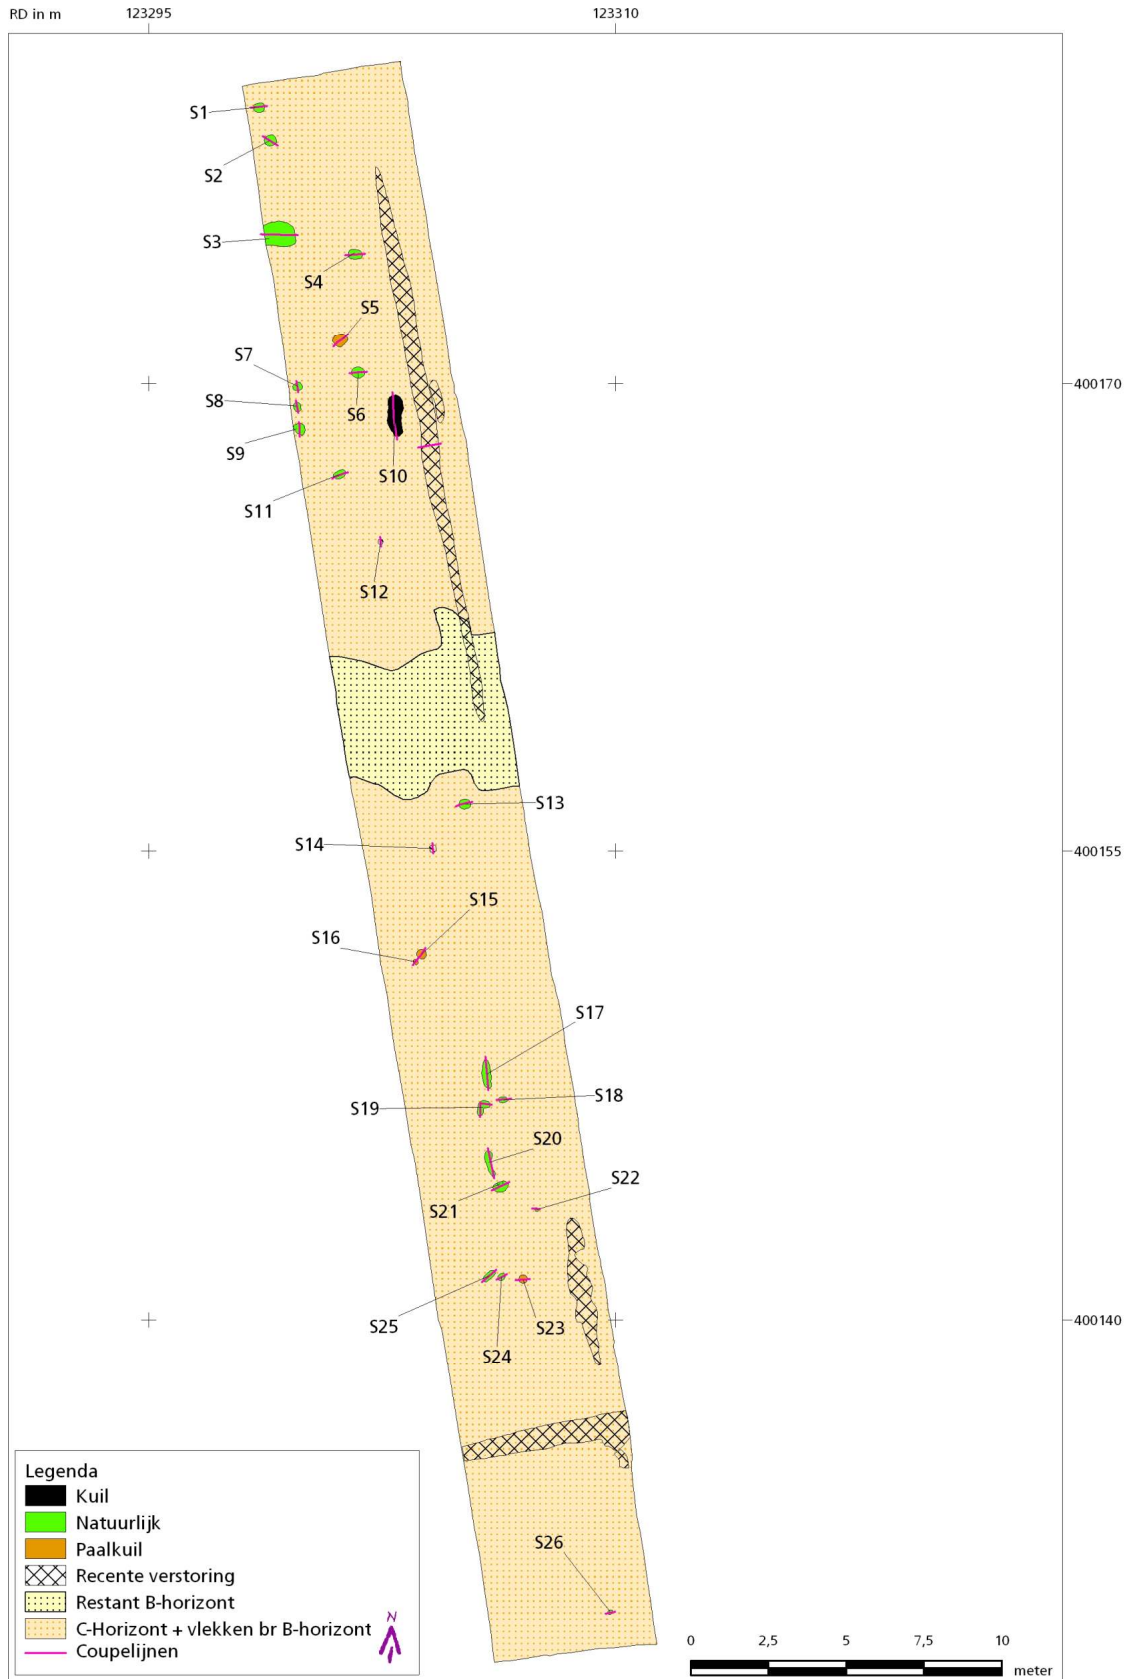 RD in m
123295
123310
S1
S2
S3
S4
S5
S7
400170
S8
S6
S9
S10
S11
S12
S13
S14
400155
S15
S16
S17
S18
S19
S20
S22
S21
400140
S25
S23
S24
S26
Legenda
Kuil
Natuurlijk
Paalkuil
Recente verstoring
Restant B-horizont
C-Horizont + vlekken br B-horizont
Coupelijnen
N
0 2,5 5 7,5 10
meter